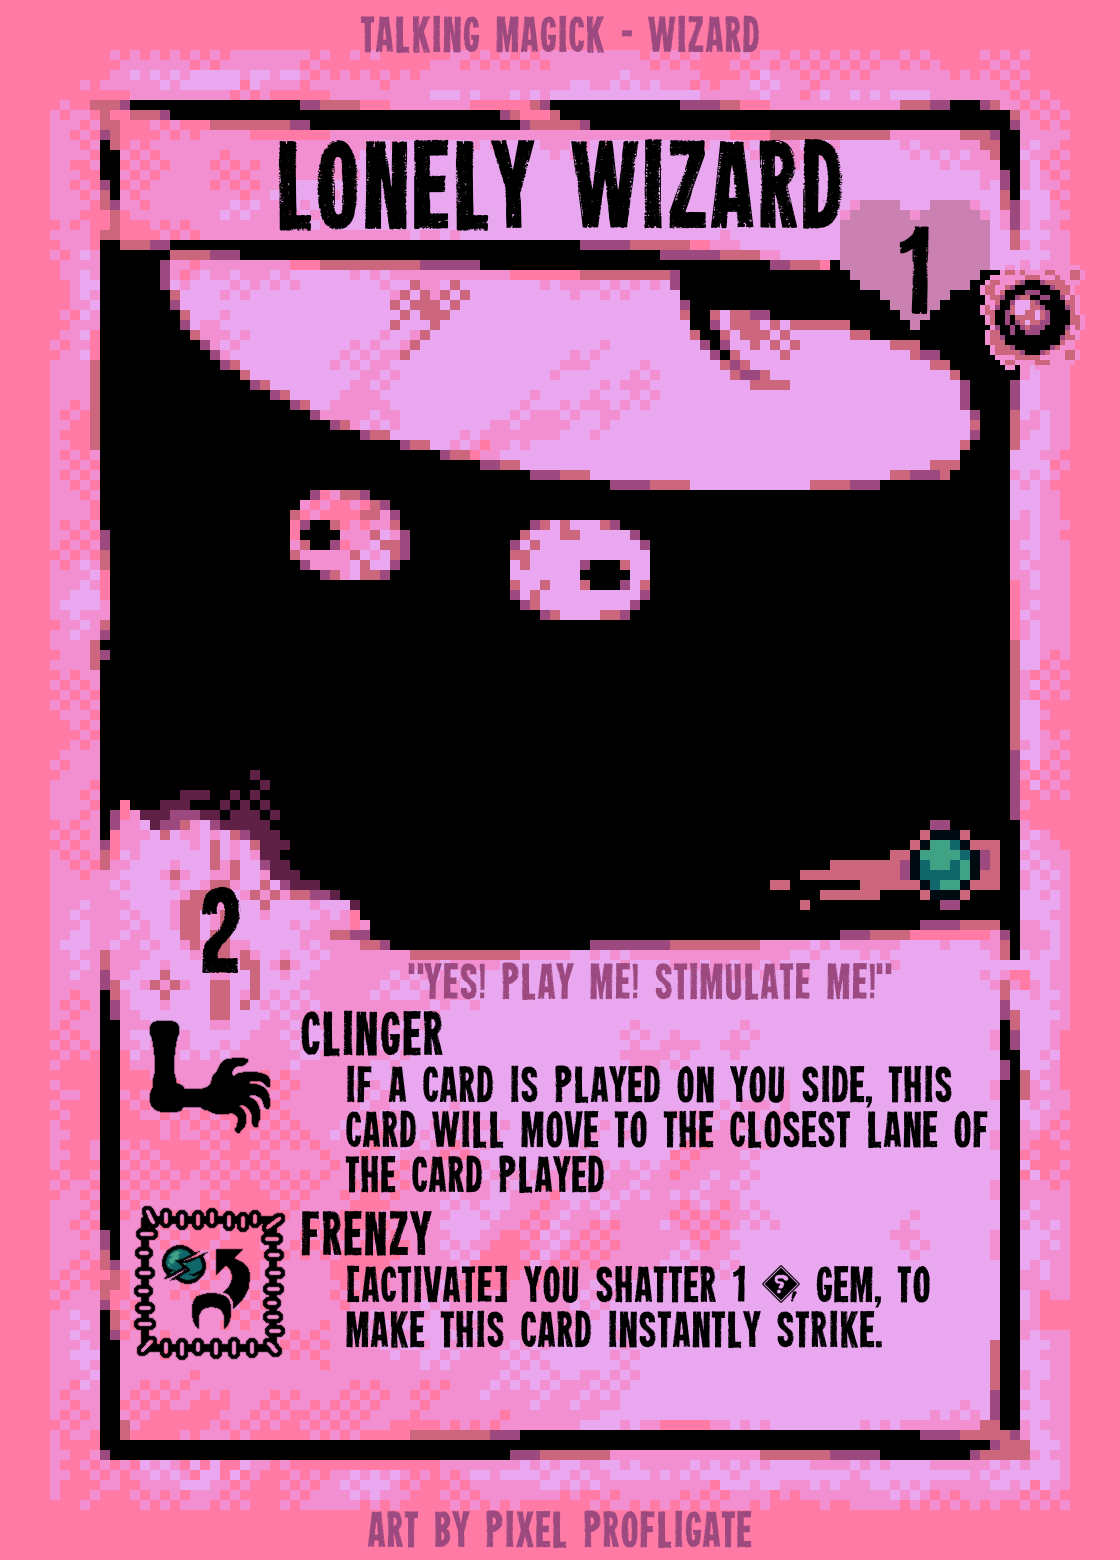 TALKING MAGICK - WIZARD
LONELY WIZARD
1
2
"YES! PLAY ME! STIMULATE ME!"
CLINGER
IF A CARD IS PLAYED ON YOU SIDE, THIS
CARD WILL MOVE TO THE CLOSEST LANE OF
THE CARD PLAYED
FRENZY
[ACTIVATE] YOU SHATTER 1 ? GEM, TO
MAKE THIS CARD INSTANTLY STRIKE.
ART BY PIXEL PROFLIGATE